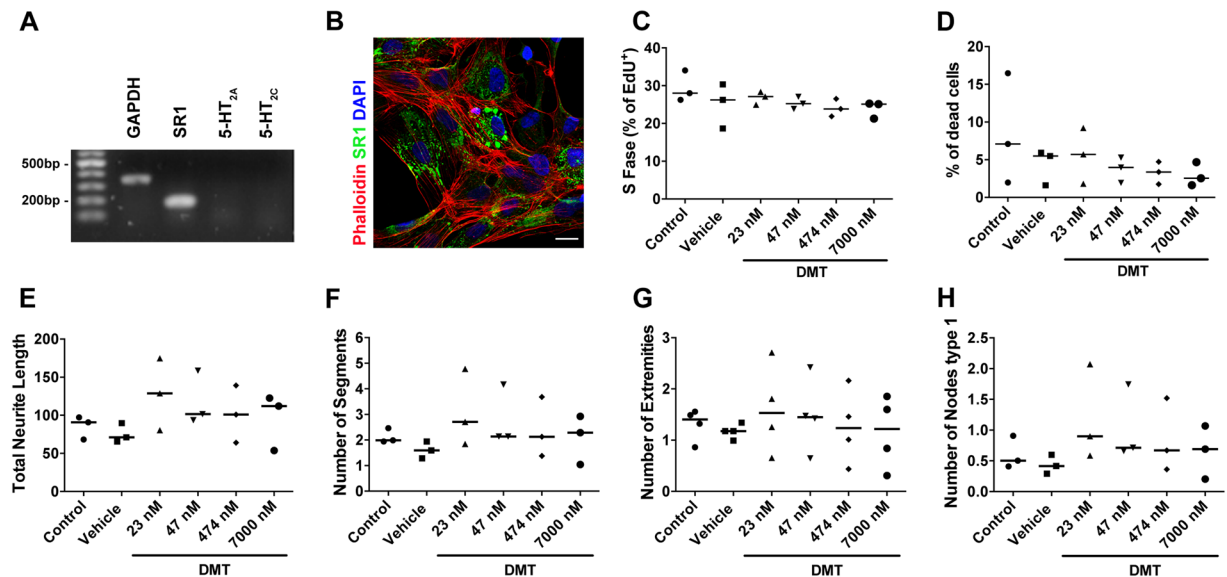 A
GAPDH
SR1
5-HT2A
5-HT2C
500bp -
200bp -
B
Phalloidin SR1 DAPI
C
S Fase (% of EdU+)
40
30
20
10
0
Control
Vehicle
23 nM
47 nM
474 nM
7000 nM
DMT
D
% of dead cells
20
15
10
5
0
Control
Vehicle
23 nM
47 nM
474 nM
7000 nM
DMT
E
Total Neurite Length
200
150
100
50
0
Control
Vehicle
23 nM
47 nM
474 nM
7000 nM
DMT
F
Number of Segments
6
5
4
3
2
1
0
Control
Vehicle
23 nM
47 nM
474 nM
7000 nM
DMT
G
Number of Extremities
3
2
1
0
Control
Vehicle
23 nM
47 nM
474 nM
7000 nM
DMT
H
Number of Nodes type 1
2.5
2.0
1.5
1.0
0.5
0.0
Control
Vehicle
23 nM
47 nM
474 nM
7000 nM
DMT